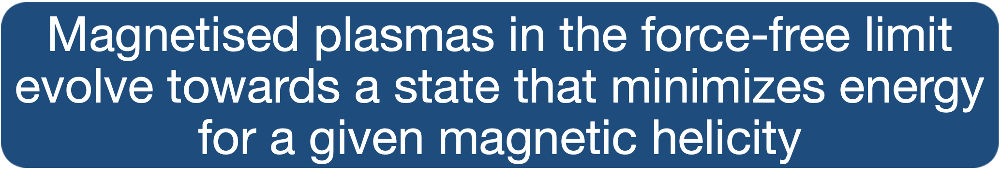 Magnetised plasmas in the force-free limit
evolve towards a state that minimizes energy
for a given magnetic helicity